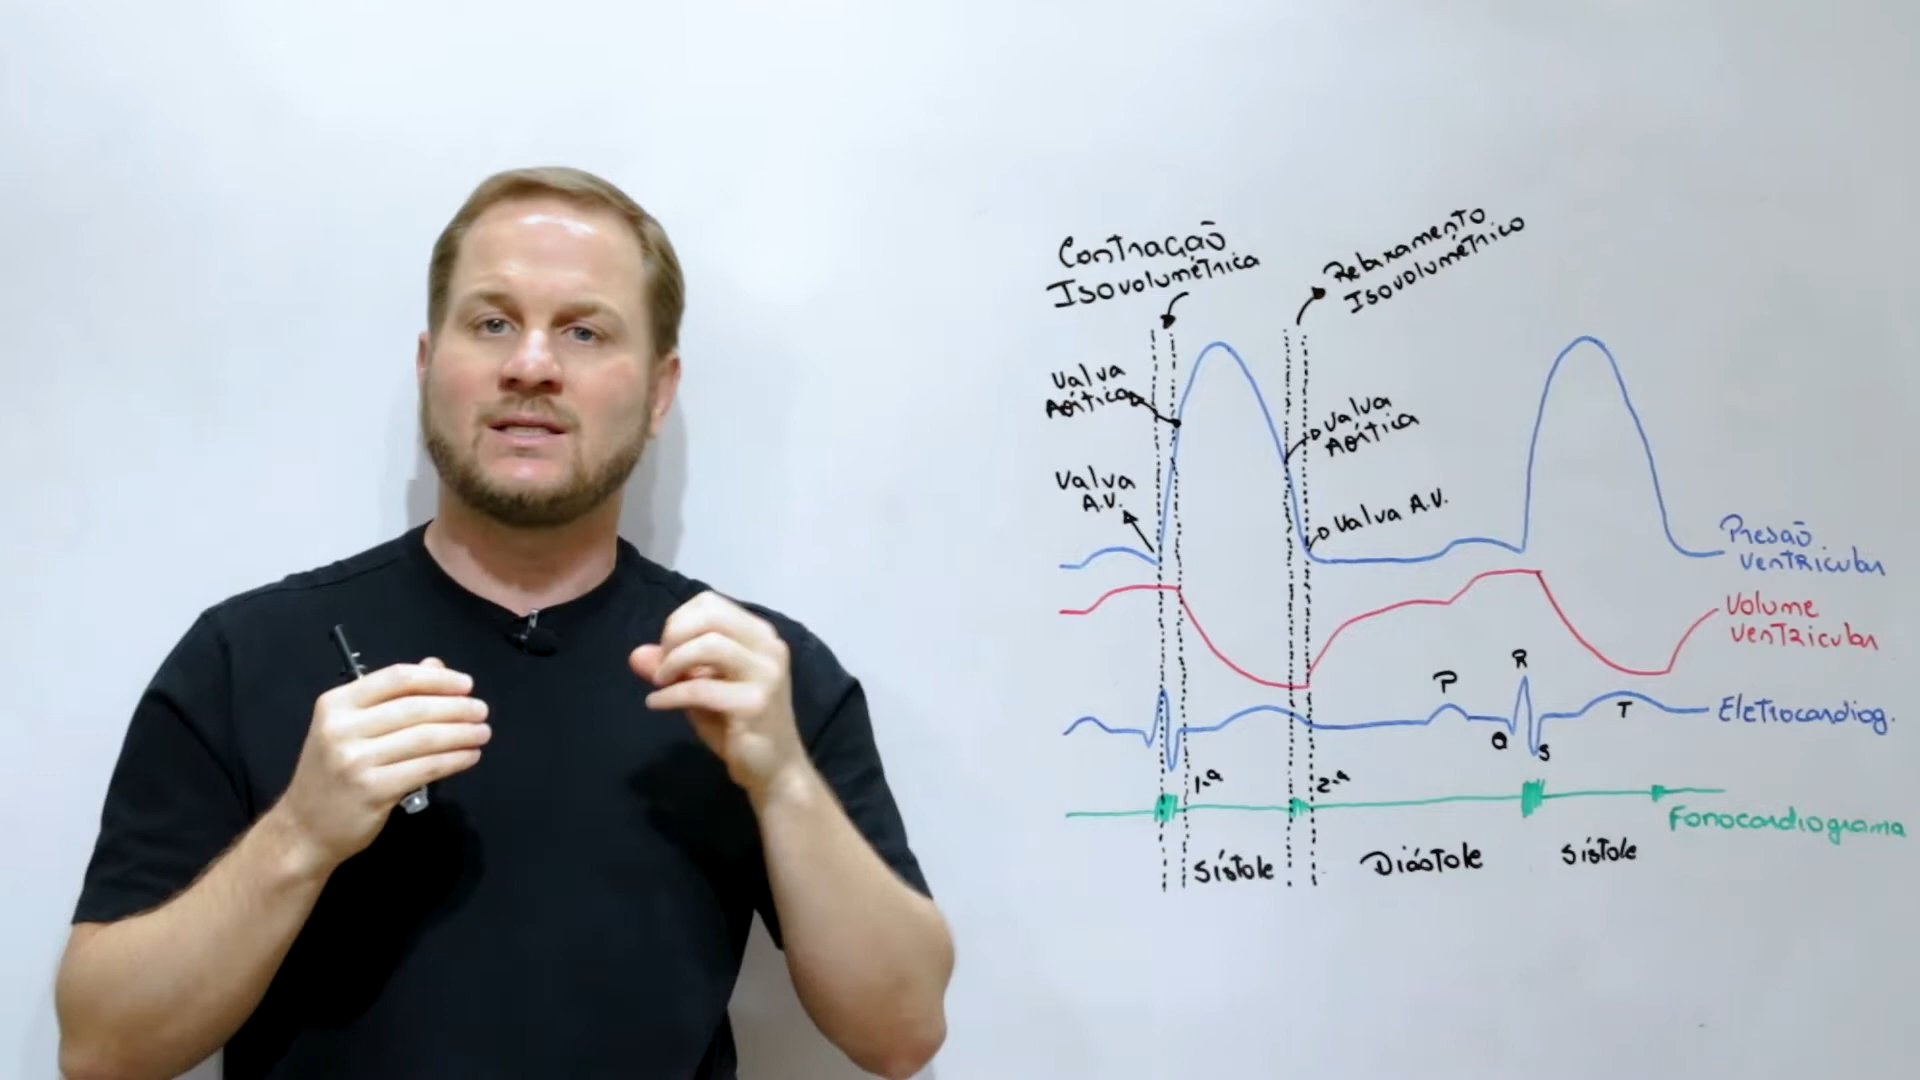 Contração
Isovolumétrica
Relaxamento
Isovolumétrico
Valva
Aórtica
Valva
Aórtica
Valva
A.V.
Valva A.V.
Presão
Ventricular
Volume
Ventricular
P
R
Q
S
T
Eletrocardiog.
1.ª
2.ª
Fonocardiograma
Sístole
Diástole
Sístole